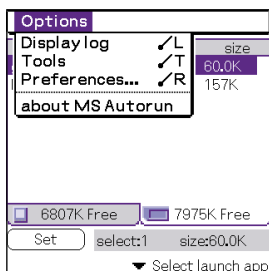 Options
Display log /L
size
Tools /T
60.0K
Preferences... /R
157K
about MS Autorun
6807K Free
7975K Free
Set
select:1
size:60.0K
Select launch app